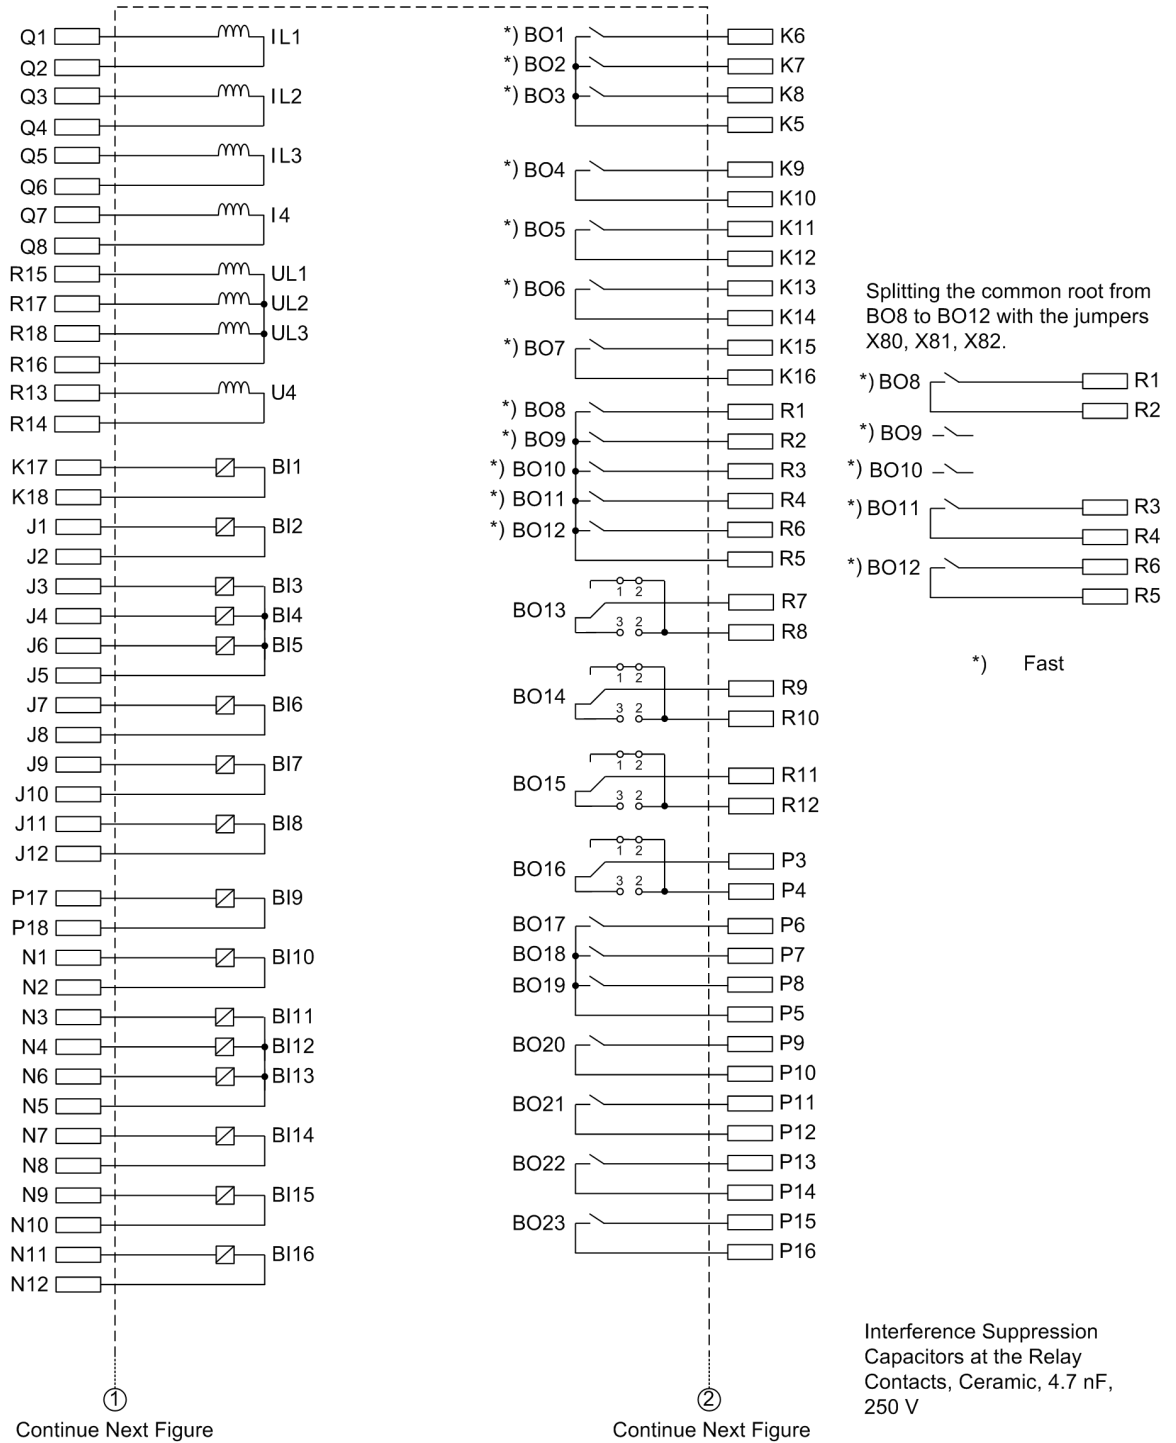 Q1 IL1
Q2
Q3 IL2
Q4
Q5 IL3
Q6
Q7 I4
Q8
R15 UL1
R17 UL2
R18 UL3
R16
R13 U4
R14
K17 BI1
K18
J1 BI2
J2
J3 BI3
J4 BI4
J6 BI5
J5
J7 BI6
J8
J9 BI7
J10
J11 BI8
J12
P17 BI9
P18
N1 BI10
N2
N3 BI11
N4 BI12
N6 BI13
N5
N7 BI14
N8
N9 BI15
N10
N11 BI16
N12
1
Continue Next Figure
*) BO1 K6
*) BO2 K7
*) BO3 K8
K5
*) BO4 K9
K10
*) BO5 K11
K12
*) BO6 K13
K14
*) BO7 K15
K16
*) BO8 R1
*) BO9 R2
*) BO10 R3
*) BO11 R4
*) BO12 R6
R5
1 2
BO13 R7
3 2 R8
1 2
BO14 R9
3 2 R10
1 2
BO15 R11
3 2 R12
1 2
BO16 P3
3 2 P4
BO17 P6
BO18 P7
BO19 P8
P5
BO20 P9
P10
BO21 P11
P12
BO22 P13
P14
BO23 P15
P16
2
Continue Next Figure
Splitting the common root from
BO8 to BO12 with the jumpers
X80, X81, X82.
*) BO8 R1
R2
*) BO9
*) BO10
*) BO11 R3
R4
*) BO12 R6
R5
*) Fast
Interference Suppression
Capacitors at the Relay
Contacts, Ceramic, 4.7 nF,
250 V